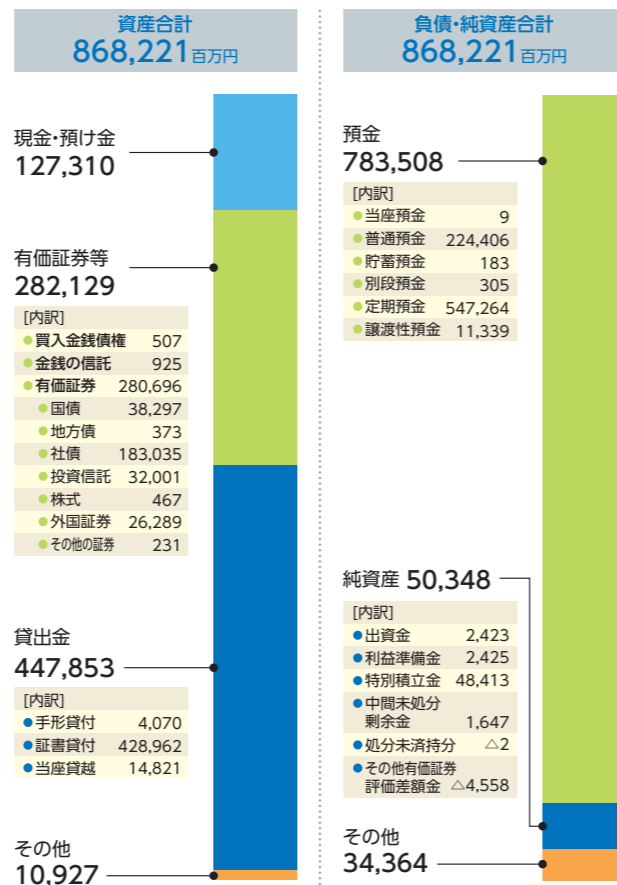 資産合計
868,221百万円
現金・預け金
127,310
有価証券等
282,129
[内訳]
●買入金銭債権 507
●金銭の信託 925
●有価証券 280,696
●国債 38,297
●地方債 373
●社債 183,035
●投資信託 32,001
●株式 467
●外国証券 26,289
●その他の証券 231
貸出金
447,853
[内訳]
●手形貸付 4,070
●証書貸付 428,962
●当座貸越 14,821
その他
10,927
負債・純資産合計
868,221百万円
預金
783,508
[内訳]
●当座預金 9
●普通預金 224,406
●貯蓄預金 183
●別段預金 305
●定期預金 547,264
●譲渡性預金 11,339
純資産 50,348
[内訳]
●出資金 2,423
●利益準備金 2,425
●特別積立金 48,413
●中間未処分
剰余金 1,647
●処分未済持分 △2
●その他有価証券
評価差額金 △4,558
その他
34,364